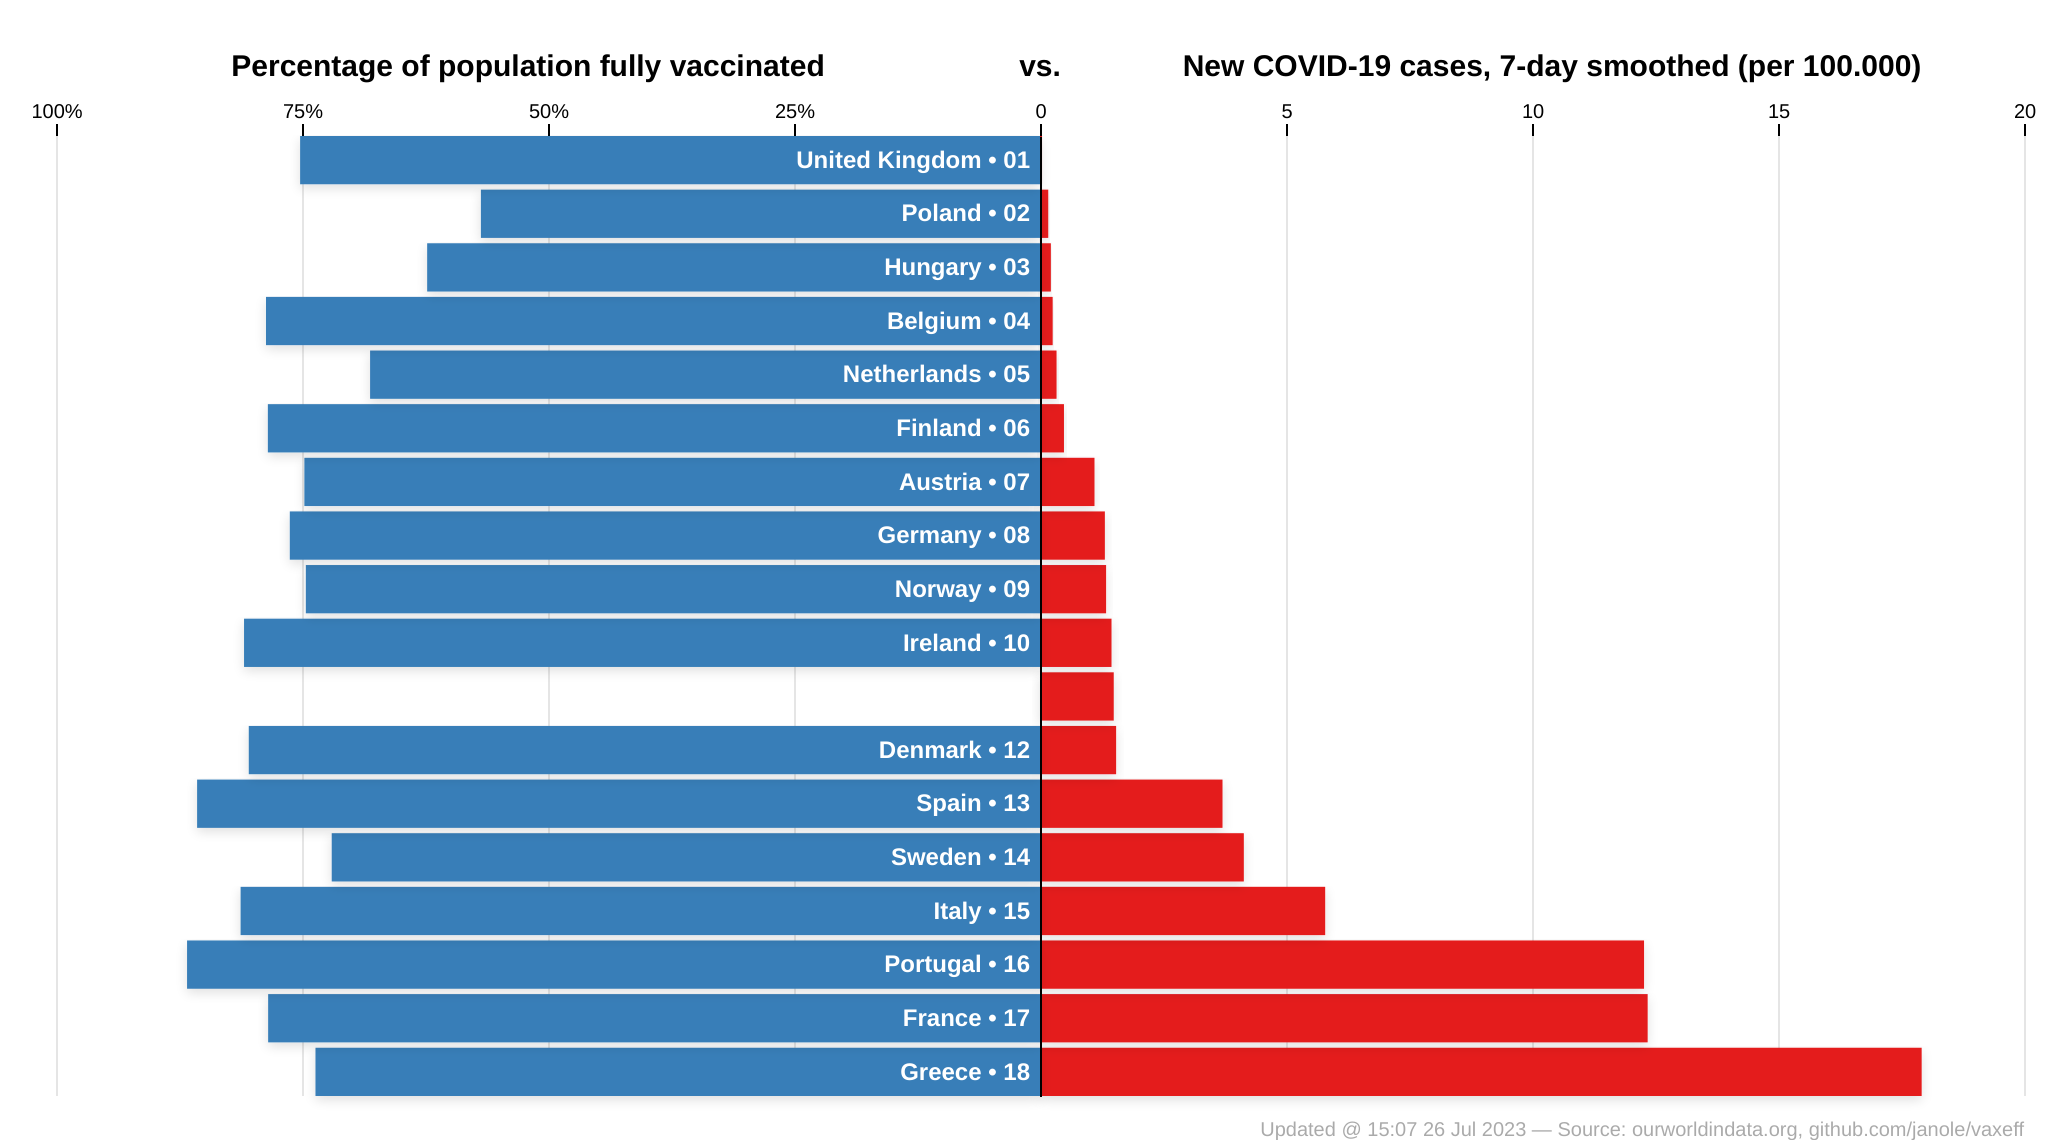 Percentage of population fully vaccinated vs. New COVID-19 cases, 7-day smoothed (per 100.000)
100% 75% 50% 25% 0 5 10 15 20
United Kingdom • 01
Poland • 02
Hungary • 03
Belgium • 04
Netherlands • 05
Finland • 06
Austria • 07
Germany • 08
Norway • 09
Ireland • 10
Denmark • 12
Spain • 13
Sweden • 14
Italy • 15
Portugal • 16
France • 17
Greece • 18
Updated @ 15:07 26 Jul 2023 — Source: ourworldindata.org, github.com/janole/vaxeff